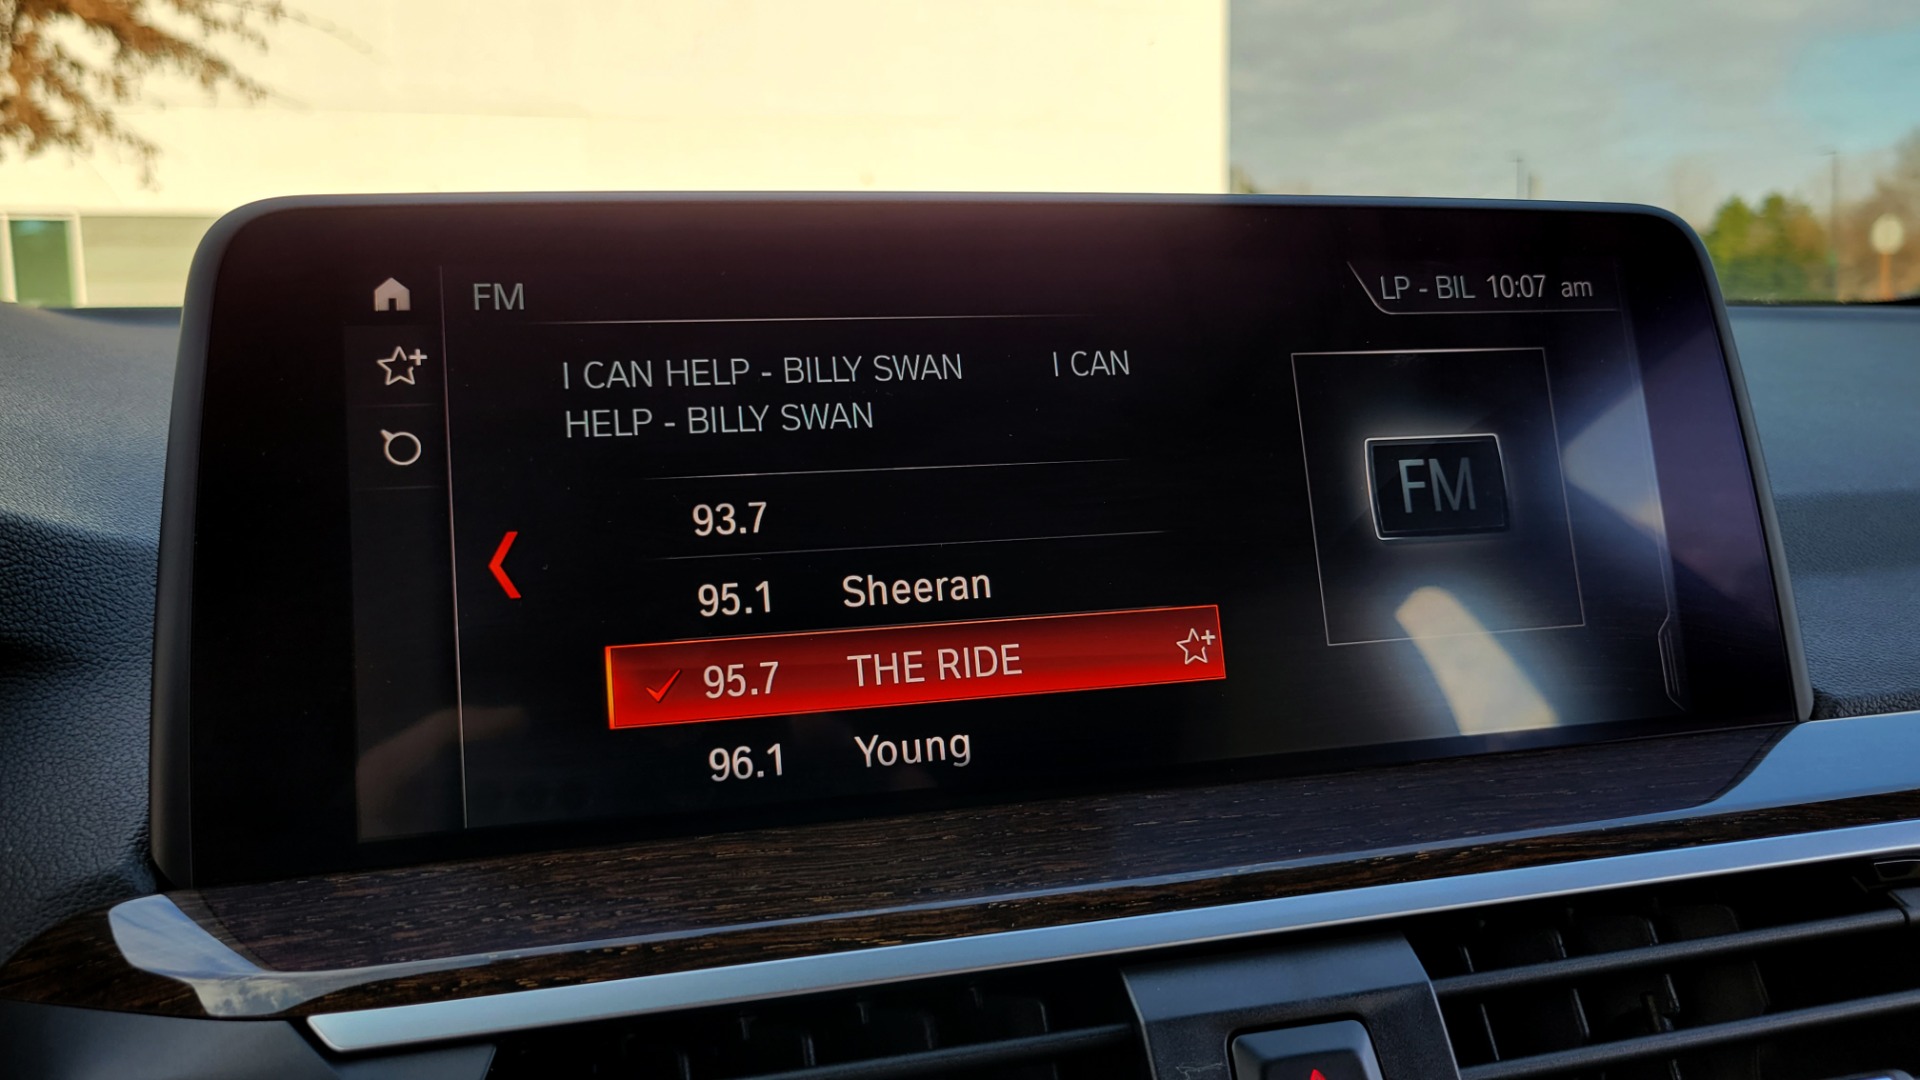 FM
LP - BIL 10:07 am
I CAN HELP - BILLY SWAN I CAN
HELP - BILLY SWAN
FM
93.7
95.1 Sheeran
95.7 THE RIDE
96.1 Young